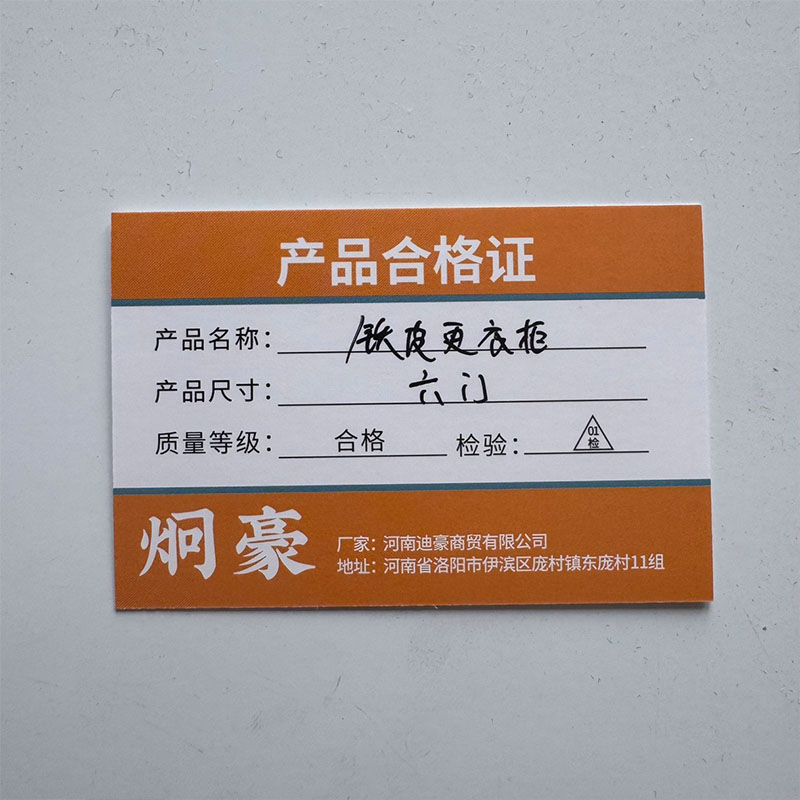 产品合格证
产品名称：铁皮更衣柜
产品尺寸：六门
质量等级：合格 检验：01检
炯豪
厂家：河南迪豪商贸有限公司
地址：河南省洛阳市伊滨区庞村镇东庞村11组